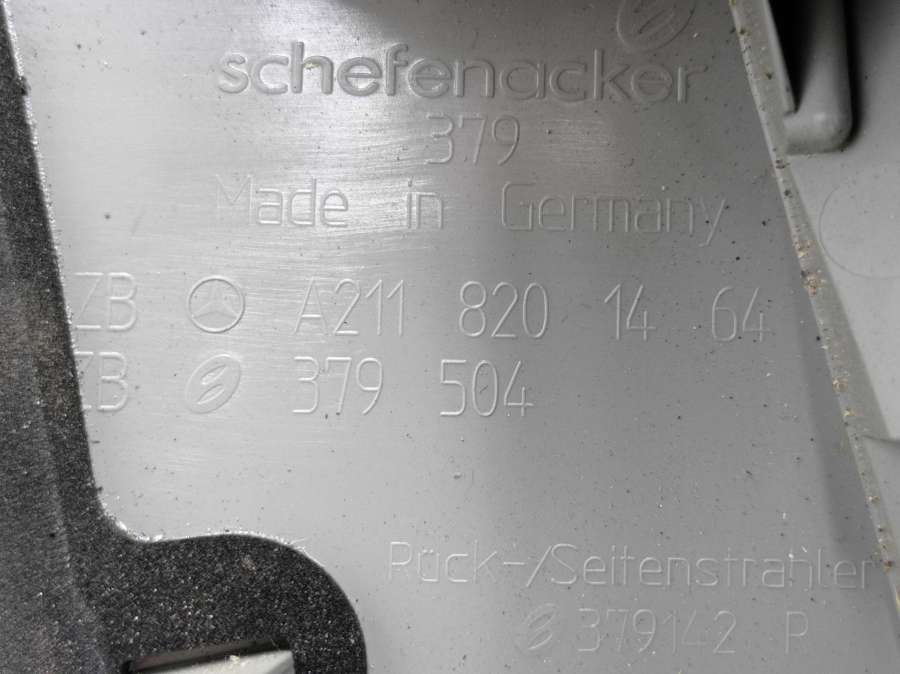 schefenacker
379
Made in Germany
ZB A211 820 14 64
ZB 379 504
Rück-/Seitenstrahler
379142 R